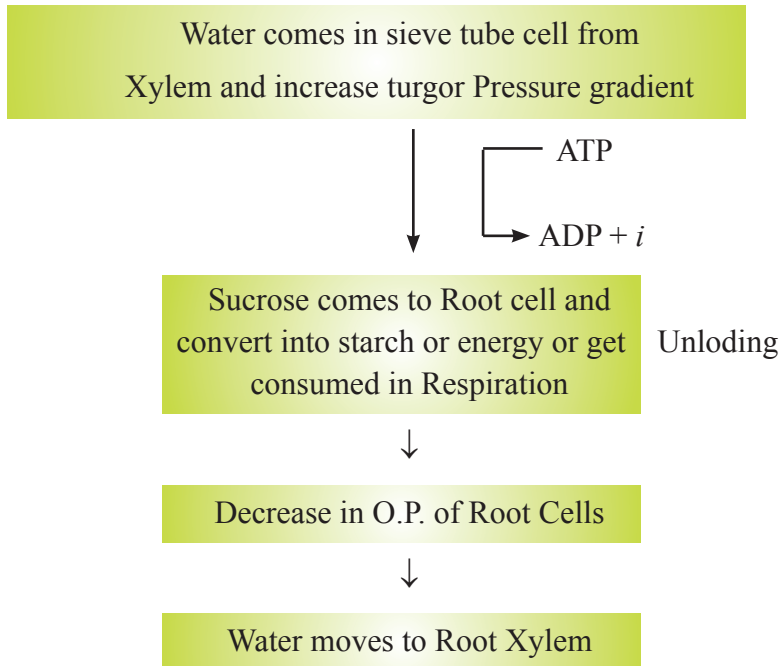 Water comes in sieve tube cell from
Xylem and increase turgor Pressure gradient
ATP
ADP + i
Sucrose comes to Root cell and
convert into starch or energy or get
consumed in Respiration
Unloding
Decrease in O.P. of Root Cells
Water moves to Root Xylem